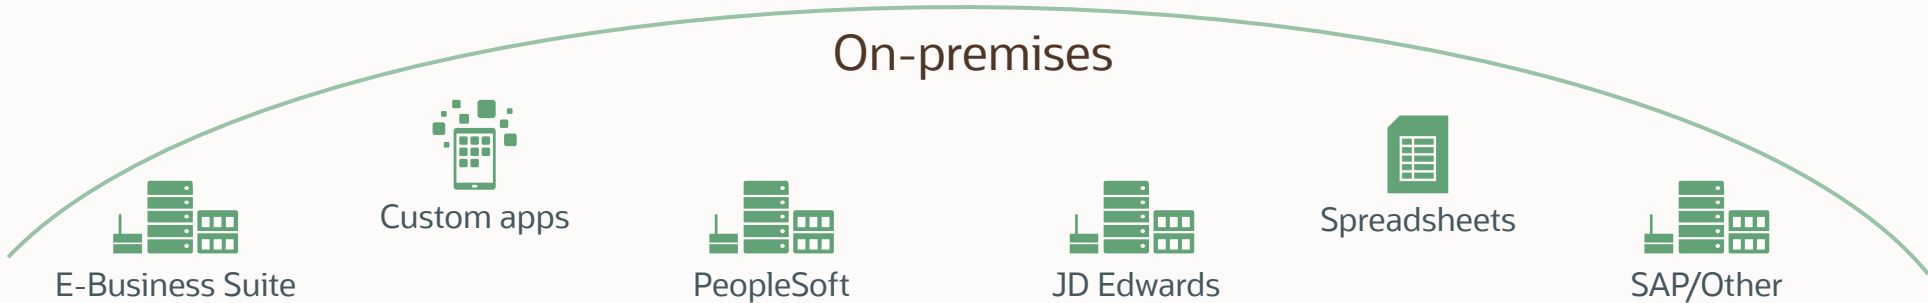 On-premises
Custom apps
Spreadsheets
E-Business Suite
PeopleSoft
JD Edwards
SAP/Other